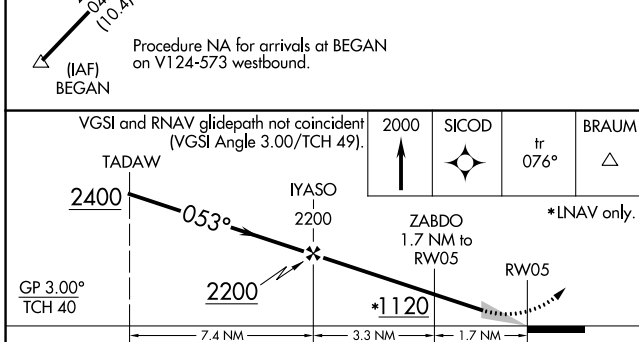 (10.4)
(IAF)
BEGAN
Procedure NA for arrivals at BEGAN
on V124-573 westbound.
VGSI and RNAV glidepath not coincident
(VGSI Angle 3.00/TCH 49).
2000
SICOD
tr
076°
BRAUM
TADAW
2400
053°
IYASO
2200
2200
ZABDO
1.7 NM to
RW05
*LNAV only.
RW05
GP 3.00°
TCH 40
*1120
7.4 NM
3.3 NM
1.7 NM